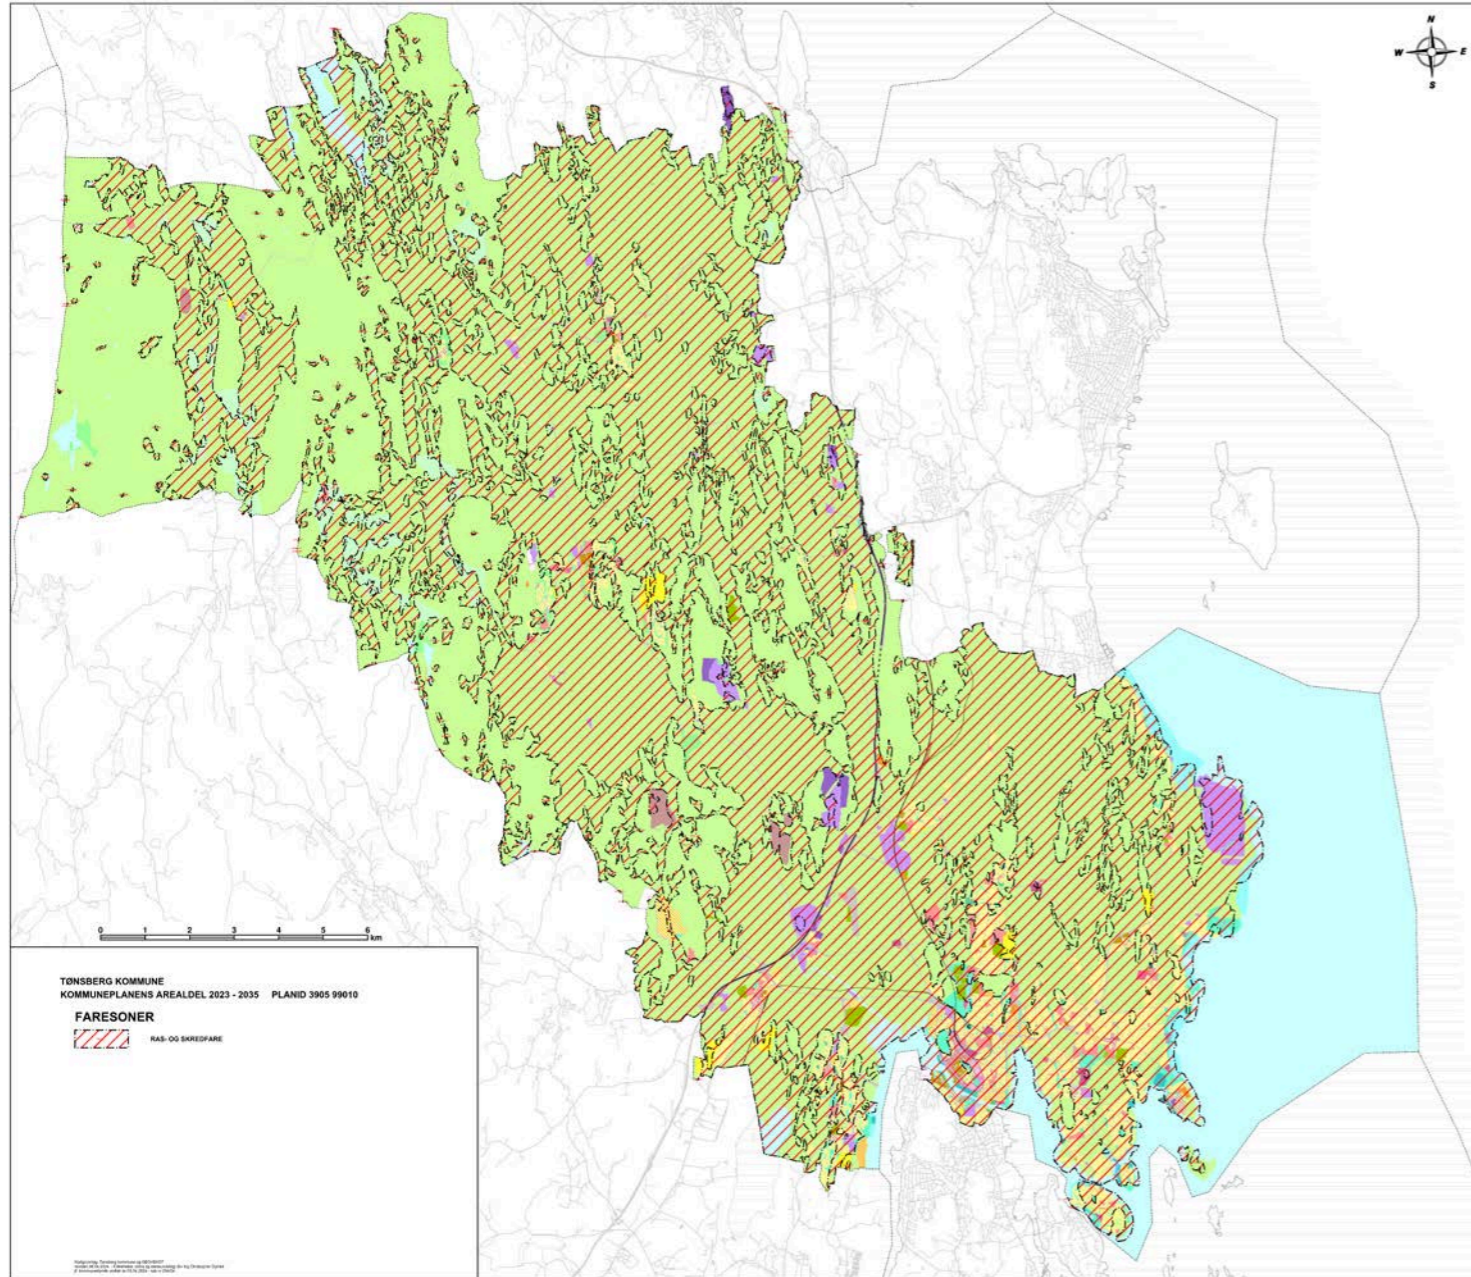 N
W E
S
0 1 2 3 4 5 6
km
TØNSBERG KOMMUNE
KOMMUNEPLANENS AREALDEL 2023 - 2035 PLANID 3905 99010
FARESONER
RAS- OG SKREDFARE